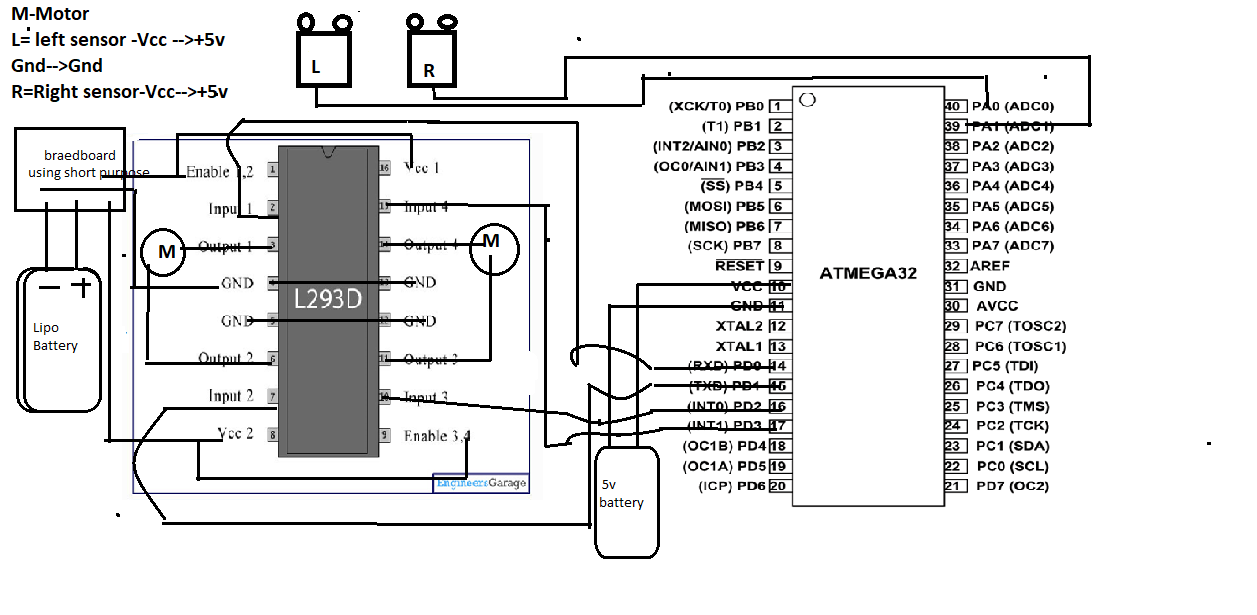 M-Motor
L= left sensor -Vcc -->+5v
Gnd-->Gnd
R=Right sensor-Vcc-->+5v
L
R
braedboard
using short purpose
Lipo
Battery
M
M
Enable 1,2
1
Input 1
2
Output 1
3
GND
GND
Output 2
6
Input 2
7
Vcc 2
8
L293D
16
Vcc 1
15
Input 4
Output 4
GND
GND
11
Output 3
10
Input 3
9
Enable 3,4
EngineersGarage
5v
battery
ATMEGA32
(XCK/T0) PB0 1
(T1) PB1 2
(INT2/AIN0) PB2 3
(OC0/AIN1) PB3 4
(SS) PB4 5
(MOSI) PB5 6
(MISO) PB6 7
(SCK) PB7 8
RESET 9
VCC 10
GND 11
XTAL2 12
XTAL1 13
(RXD) PD0 14
(TXD) PD1 15
(INT0) PD2 16
(INT1) PD3 17
(OC1B) PD4 18
(OC1A) PD5 19
(ICP) PD6 20
40 PA0 (ADC0)
39 PA1 (ADC1)
38 PA2 (ADC2)
37 PA3 (ADC3)
36 PA4 (ADC4)
35 PA5 (ADC5)
34 PA6 (ADC6)
33 PA7 (ADC7)
32 AREF
31 GND
30 AVCC
29 PC7 (TOSC2)
28 PC6 (TOSC1)
27 PC5 (TDI)
26 PC4 (TDO)
25 PC3 (TMS)
24 PC2 (TCK)
23 PC1 (SDA)
22 PC0 (SCL)
21 PD7 (OC2)